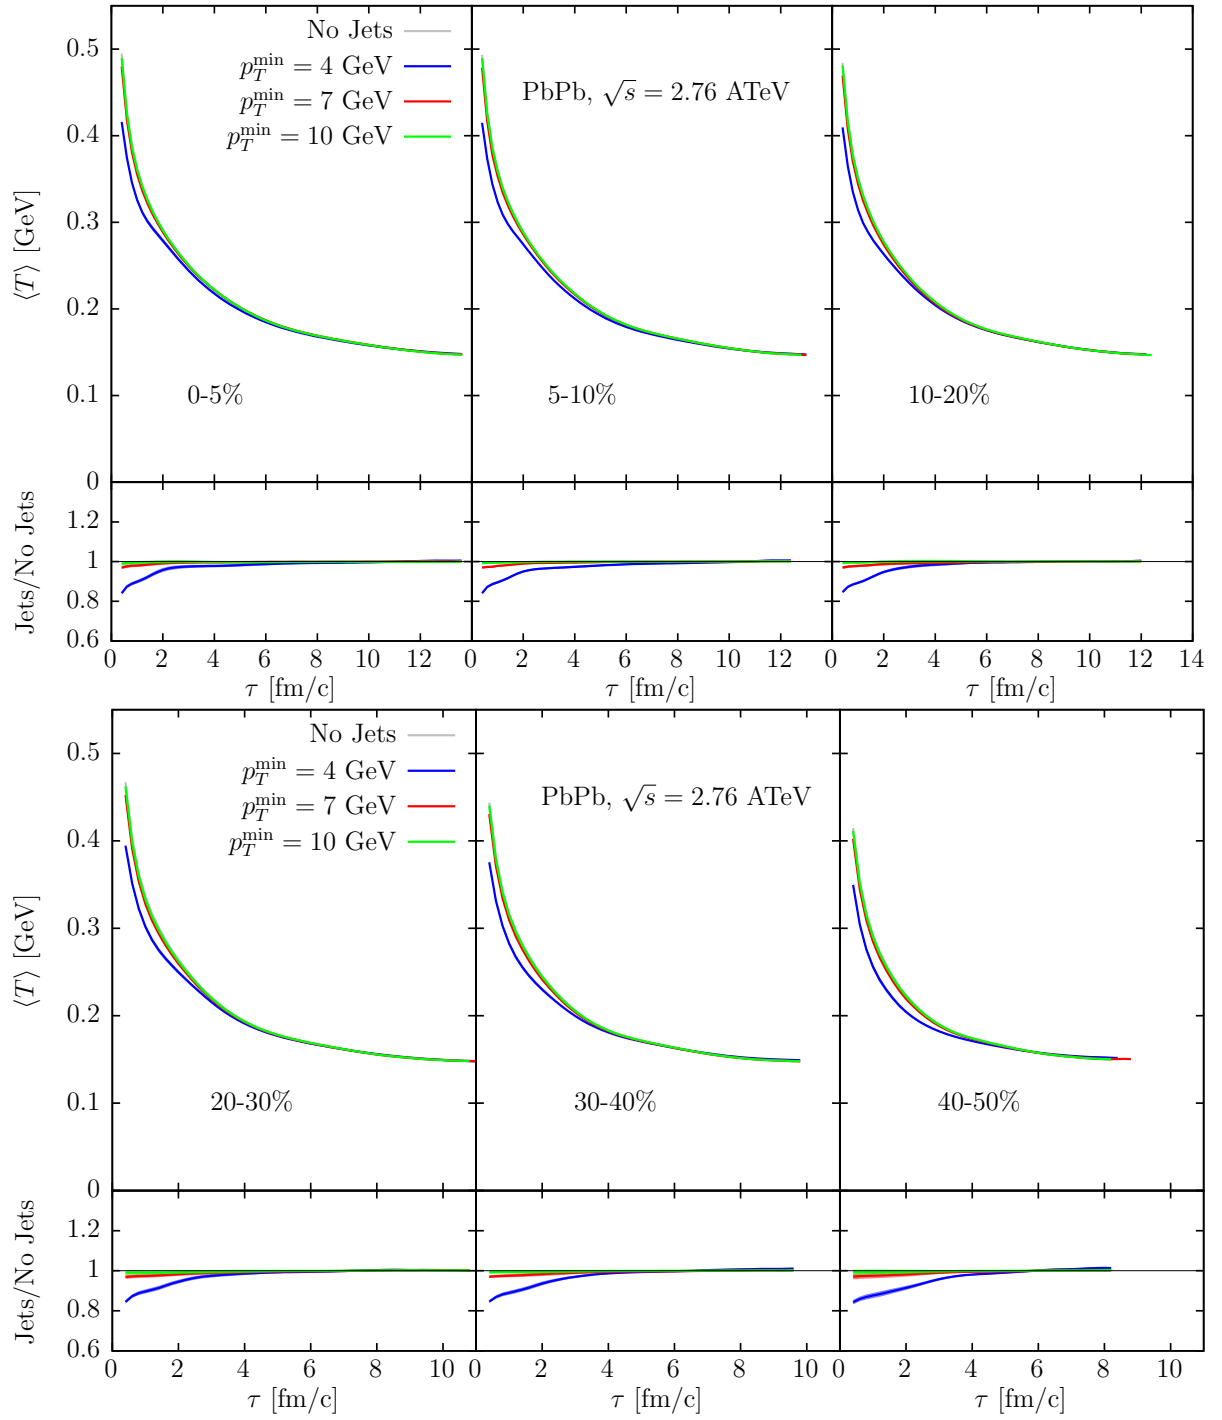 No Jets
p_T^min = 4 GeV
p_T^min = 7 GeV
p_T^min = 10 GeV
PbPb, √s = 2.76 ATeV
⟨T⟩ [GeV]
0.5
0.4
0.3
0.2
0.1
0
0-5%
5-10%
10-20%
Jets/No Jets
1.2
1
0.8
0.6
0 2 4 6 8 10 12 0 2 4 6 8 10 12 0 2 4 6 8 10 12 14
τ [fm/c] τ [fm/c] τ [fm/c]
No Jets
p_T^min = 4 GeV
p_T^min = 7 GeV
p_T^min = 10 GeV
PbPb, √s = 2.76 ATeV
⟨T⟩ [GeV]
0.5
0.4
0.3
0.2
0.1
0
20-30%
30-40%
40-50%
Jets/No Jets
1.2
1
0.8
0.6
0 2 4 6 8 10 0 2 4 6 8 10 0 2 4 6 8 10
τ [fm/c] τ [fm/c] τ [fm/c]